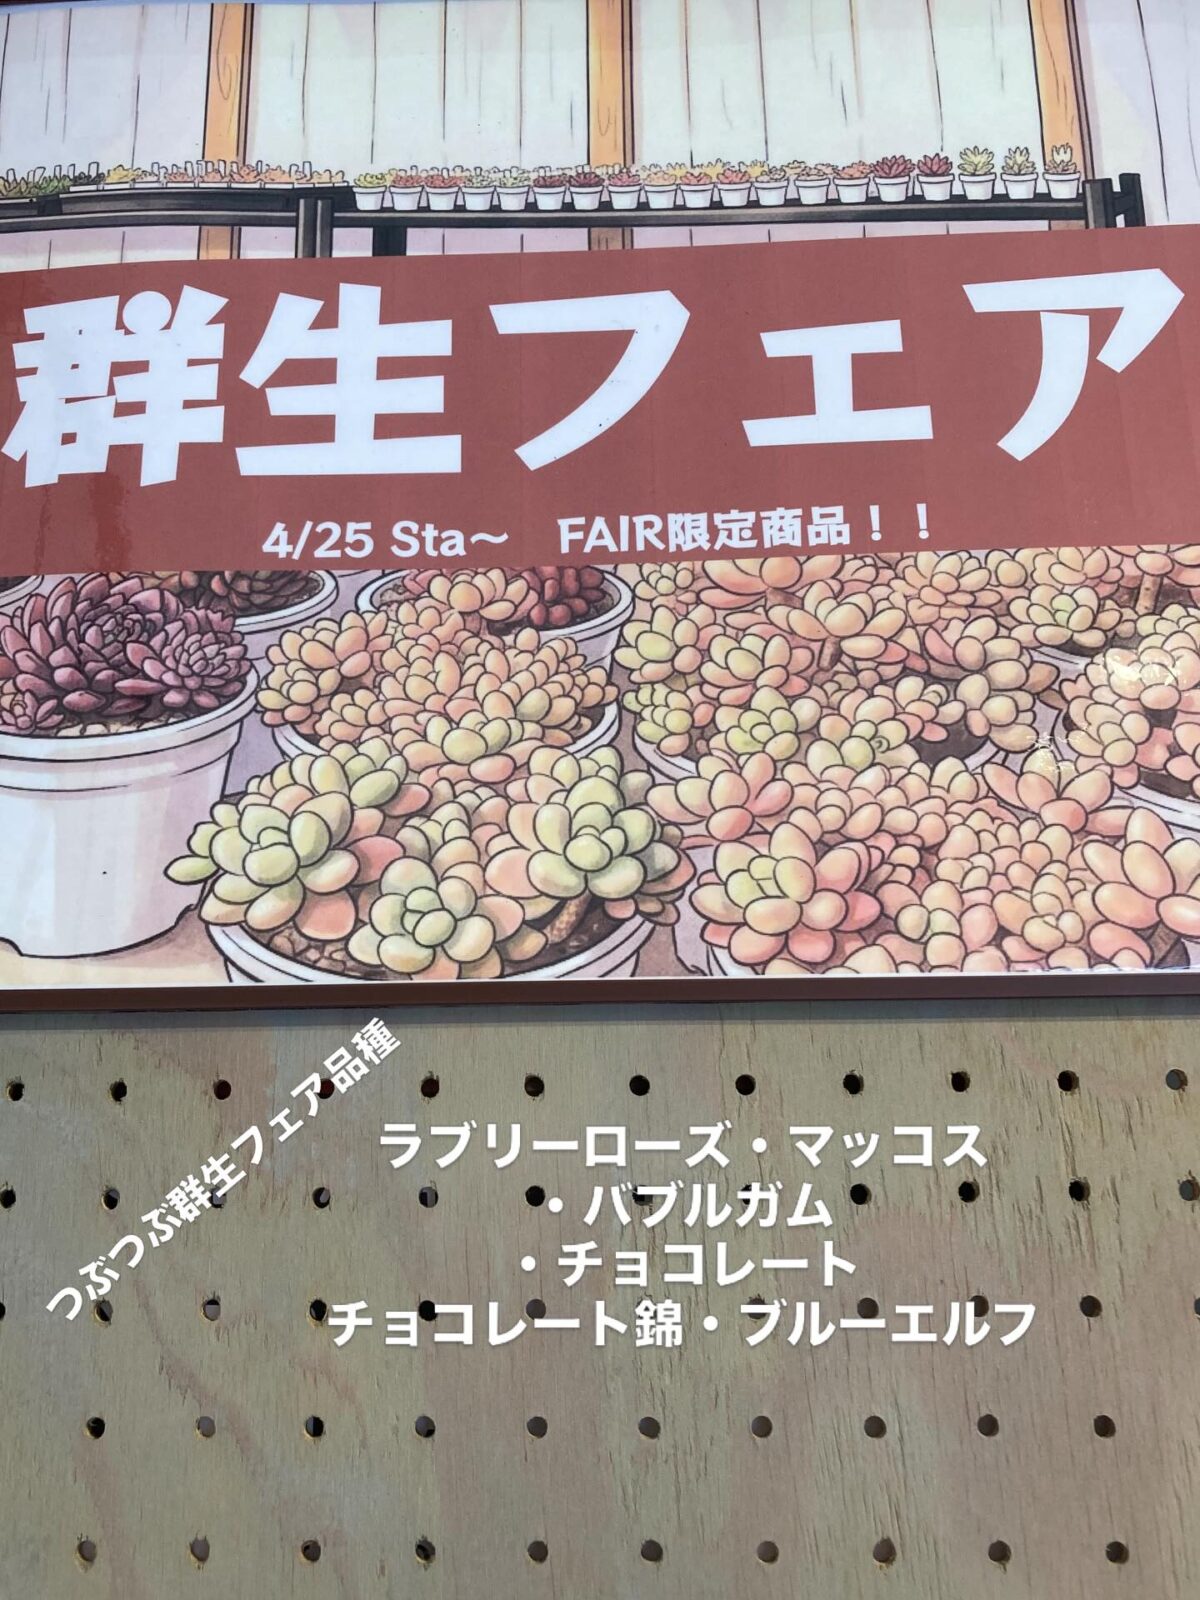 群生フェア
4/25 Sta〜　FAIR限定商品！！
つぶつぶ群生フェア品種
ラブリーローズ・マッコス
・バブルガム
・チョコレート
チョコレート錦・ブルーエルフ